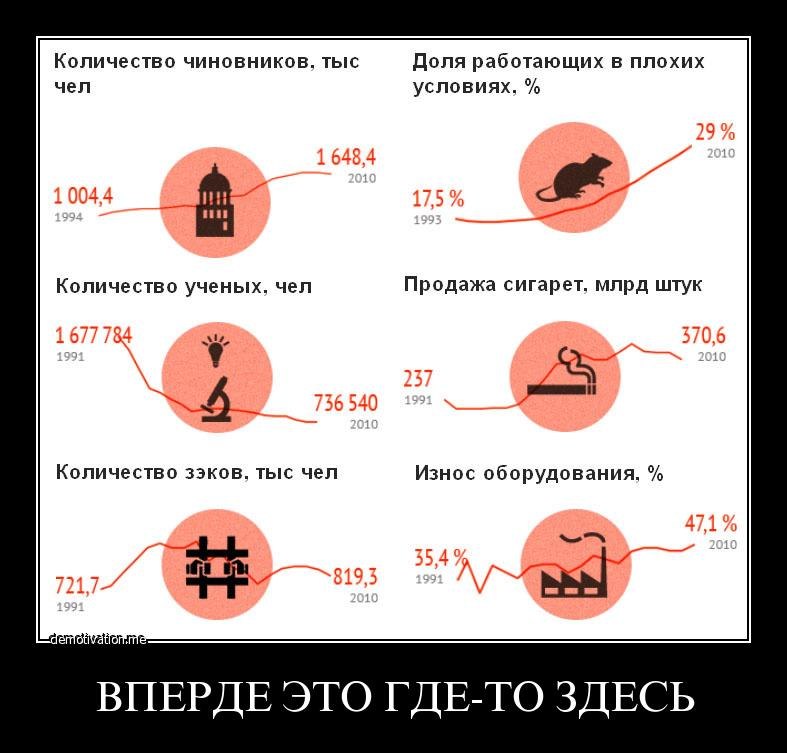 Количество чиновников, тыс
чел
1 004,4
1994
1 648,4
2010
Доля работающих в плохих
условиях, %
17,5 %
1993
29 %
2010
Количество ученых, чел
1 677 784
1991
736 540
2010
Продажа сигарет, млрд штук
237
1991
370,6
2010
Количество зэков, тыс чел
721,7
1991
819,3
2010
Износ оборудования, %
35,4 %
1991
47,1 %
2010
demotivation.me
ВПЕРДЕ ЭТО ГДЕ-ТО ЗДЕСЬ